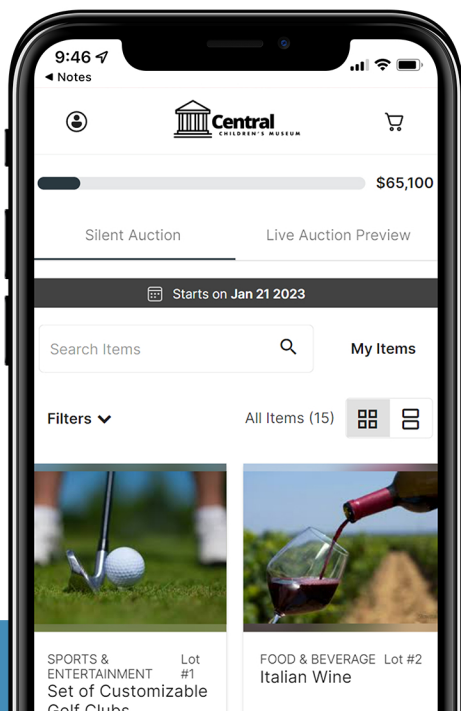 9:46
Notes
Central
CHILDREN'S MUSEUM
$65,100
Silent Auction
Live Auction Preview
Starts on Jan 21 2023
Search Items
My Items
Filters
All Items (15)
SPORTS &
ENTERTAINMENT
Lot
#1
Set of Customizable
Golf Clubs
FOOD & BEVERAGE Lot #2
Italian Wine